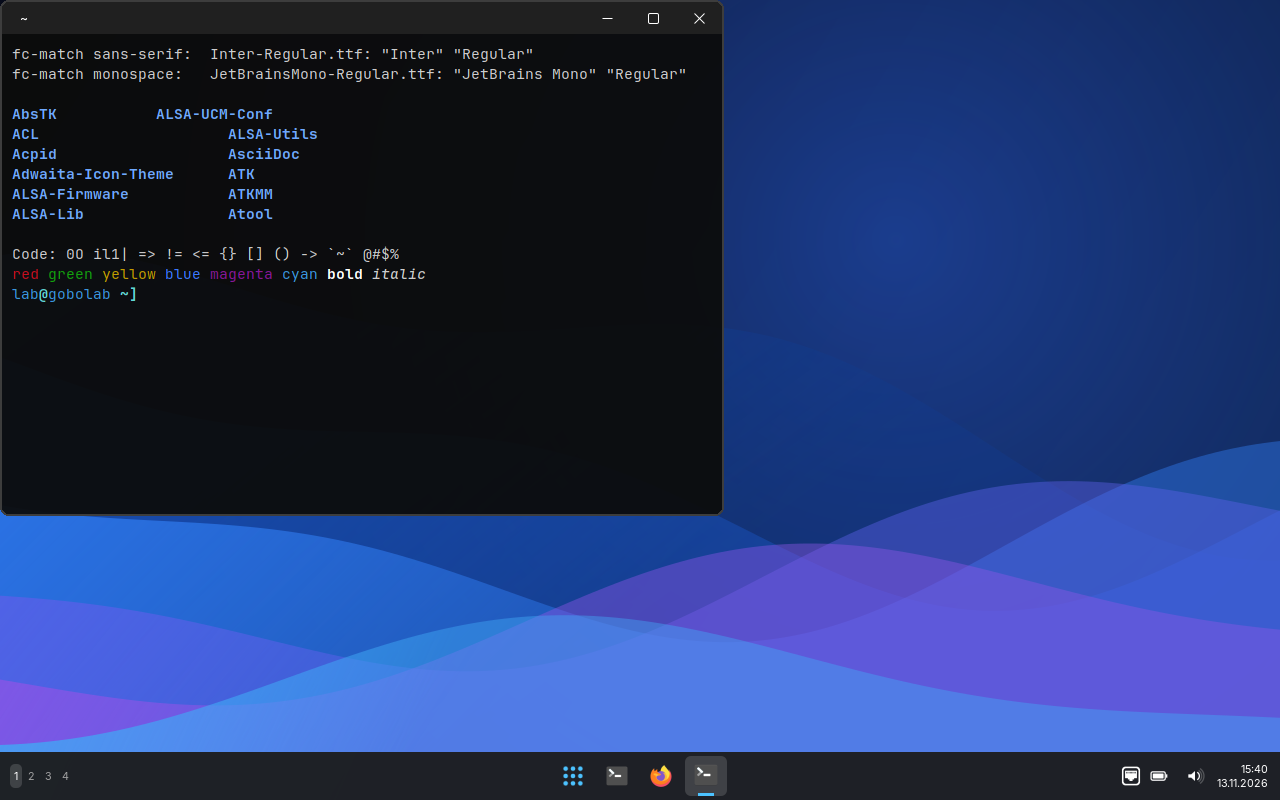 ~
fc-match sans-serif:  Inter-Regular.ttf: "Inter" "Regular"
fc-match monospace:   JetBrainsMono-Regular.ttf: "JetBrains Mono" "Regular"
AbsTK           ALSA-UCM-Conf
ACL                     ALSA-Utils
Acpid                   AsciiDoc
Adwaita-Icon-Theme      ATK
ALSA-Firmware           ATKMM
ALSA-Lib                Atool
Code: 0O il1| => != <= {} [] () -> `~` @#$%
red green yellow blue magenta cyan bold italic
lab@gobolab ~]
1 2 3 4
15:40
13.11.2026